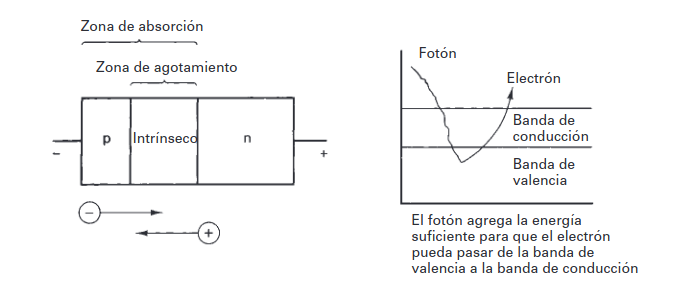 Zona de absorción
Zona de agotamiento
p
Intrínseco
n
−
+
−
+
Fotón
Electrón
Banda de
conducción
Banda de
valencia
El fotón agrega la energía
suficiente para que el electrón
pueda pasar de la banda de
valencia a la banda de conducción